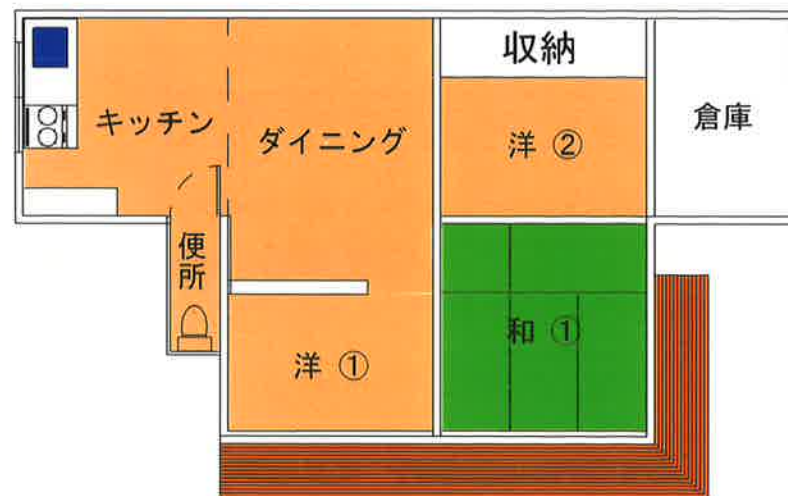 収納
キッチン
ダイニング
洋 ②
倉庫
便所
洋 ①
和 ①